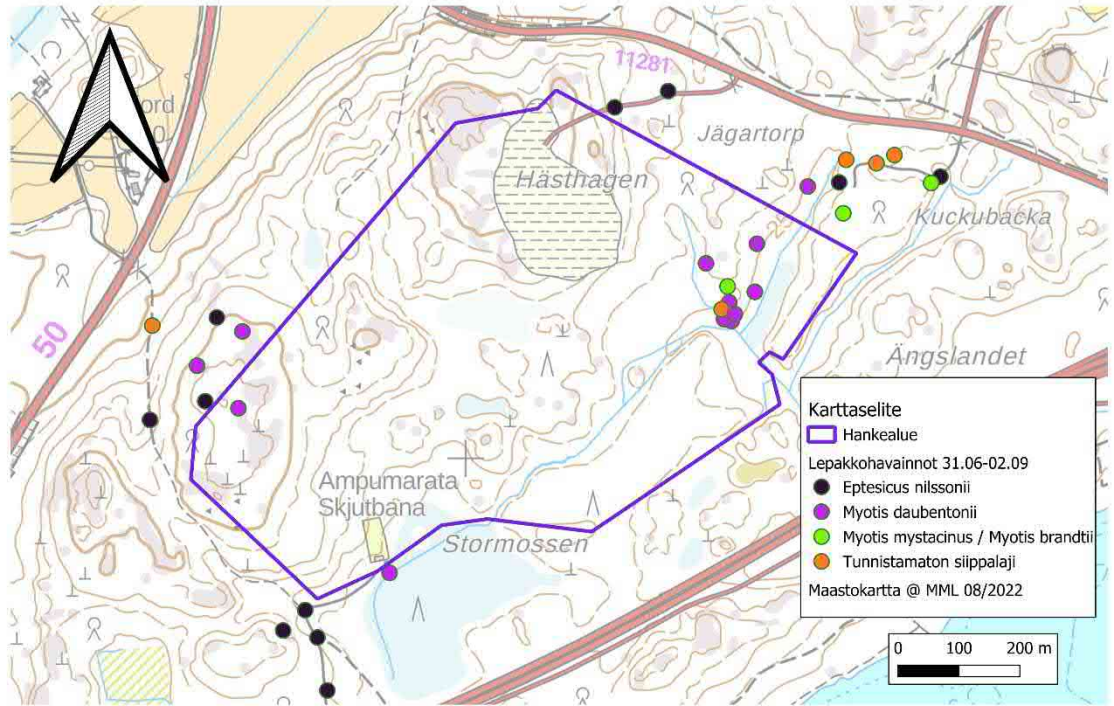 11281
Jägartorp
Hästhagen
Kuckubacka
50
Ängslandet
Ampumarata
Skjutbana
Stormossen
Karttaselite
Hankealue
Lepakkohavainnot 31.06-02.09
Eptesicus nilssonii
Myotis daubentonii
Myotis mystacinus / Myotis brandtii
Tunnistamaton siippalaji
Maastokartta @ MML 08/2022
0 100 200 m